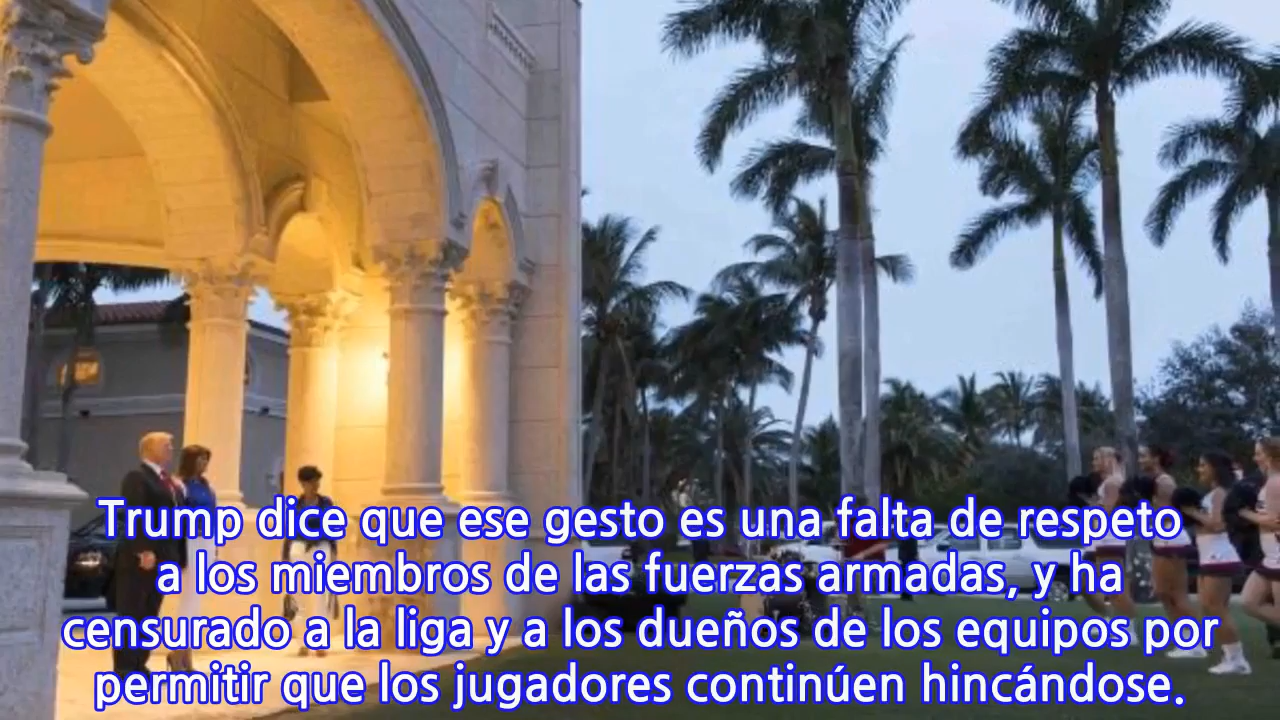 Trump dice que ese gesto es una falta de respeto
a los miembros de las fuerzas armadas, y ha
censurado a la liga y a los dueños de los equipos por
permitir que los jugadores continúen hincándose.